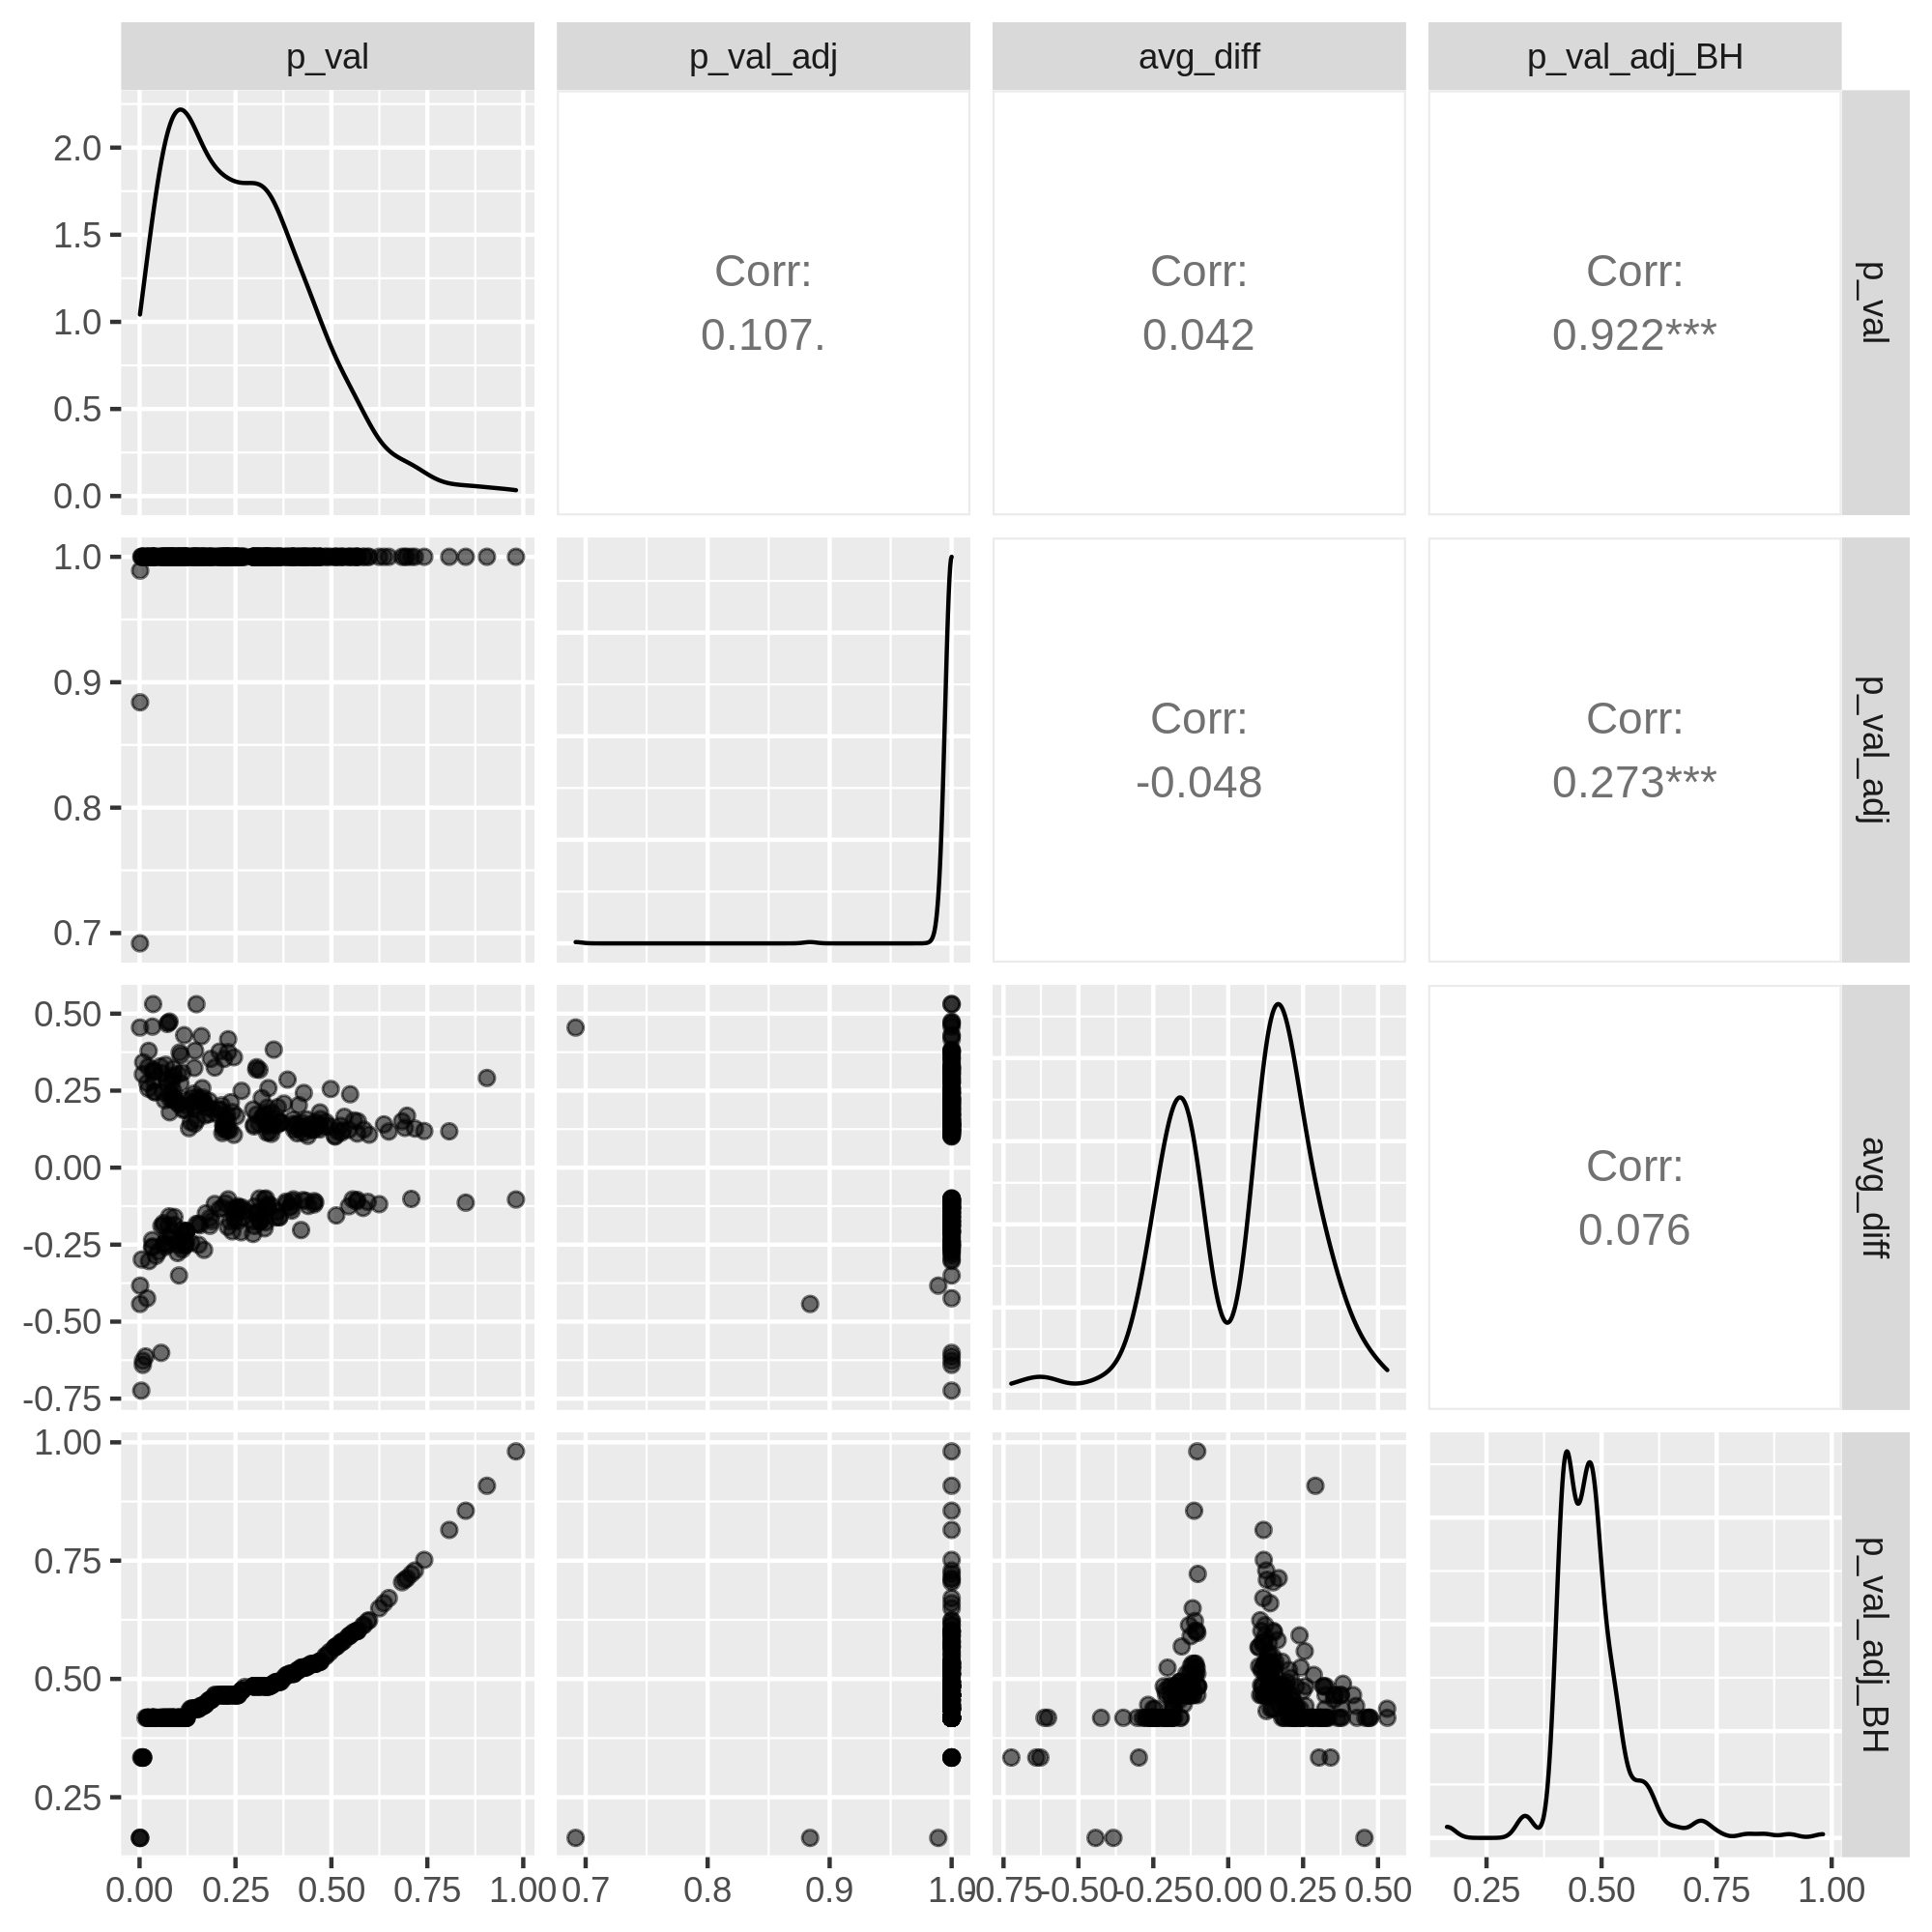 p_val
p_val_adj
avg_diff
p_val_adj_BH
2.0
1.5
1.0
0.5
0.0
Corr:
0.107.
Corr:
0.042
Corr:
0.922***
p_val
1.0
0.9
0.8
0.7
Corr:
-0.048
Corr:
0.273***
p_val_adj
0.50
0.25
0.00
-0.25
-0.50
-0.75
Corr:
0.076
avg_diff
1.00
0.75
0.50
0.25
p_val_adj_BH
0.00 0.25 0.50 0.75 1.00
0.7 0.8 0.9 1.0
-0.75 -0.50 -0.25 0.00 0.25 0.50
0.25 0.50 0.75 1.00